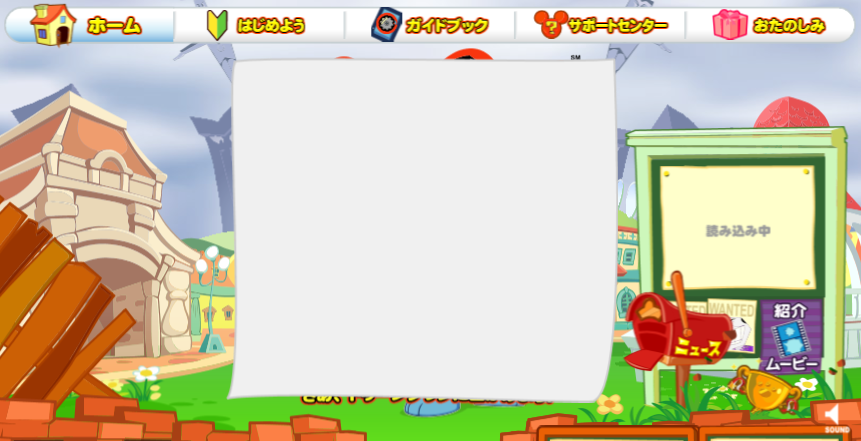 ホーム
はじめよう
ガイドブック
サポートセンター
おたのしみ
SM
読み込み中
WANTED
紹介
ムービー
ニュース
SOUND